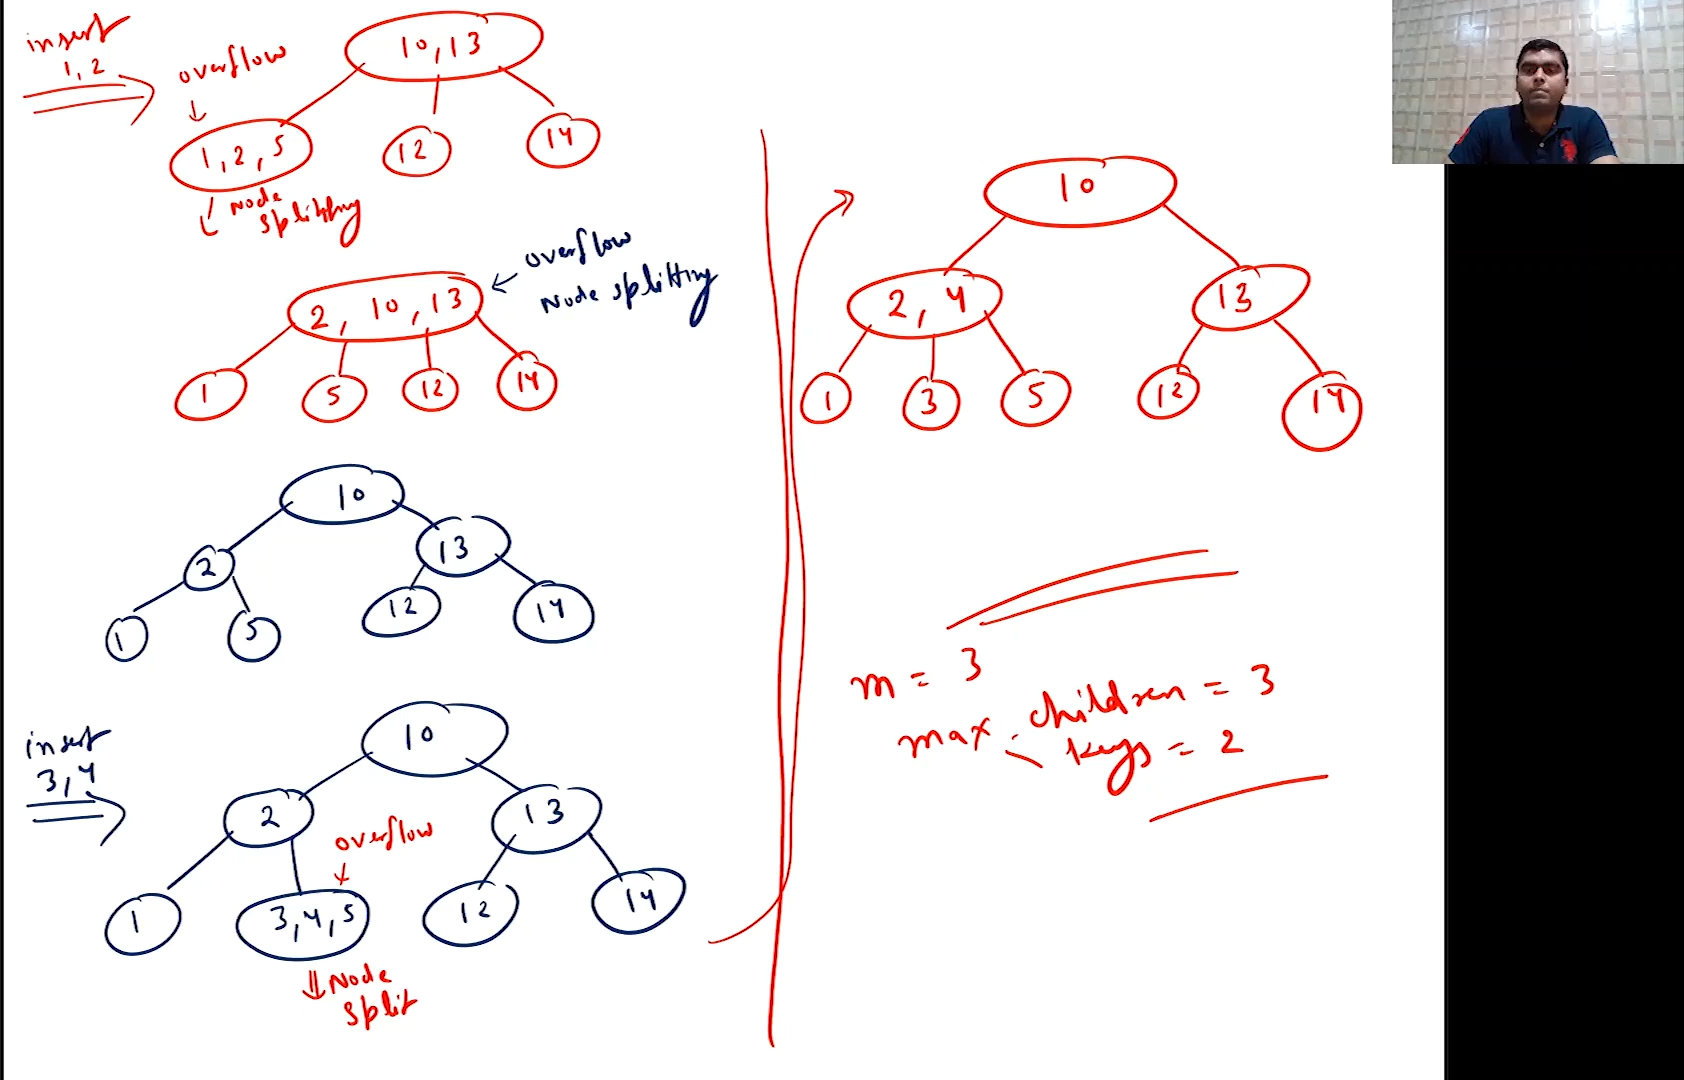 insert
1, 2
overflow
10, 13
1, 2, 5
12
14
Node
splitting
overflow
Node splitting
2, 10, 13
1
5
12
14
10
2
13
1
5
12
14
insert
3, 4
10
2
13
overflow
1
3, 4, 5
12
14
Node
split
10
2, 4
13
1
3
5
12
14
m = 3
max children = 3
keys = 2